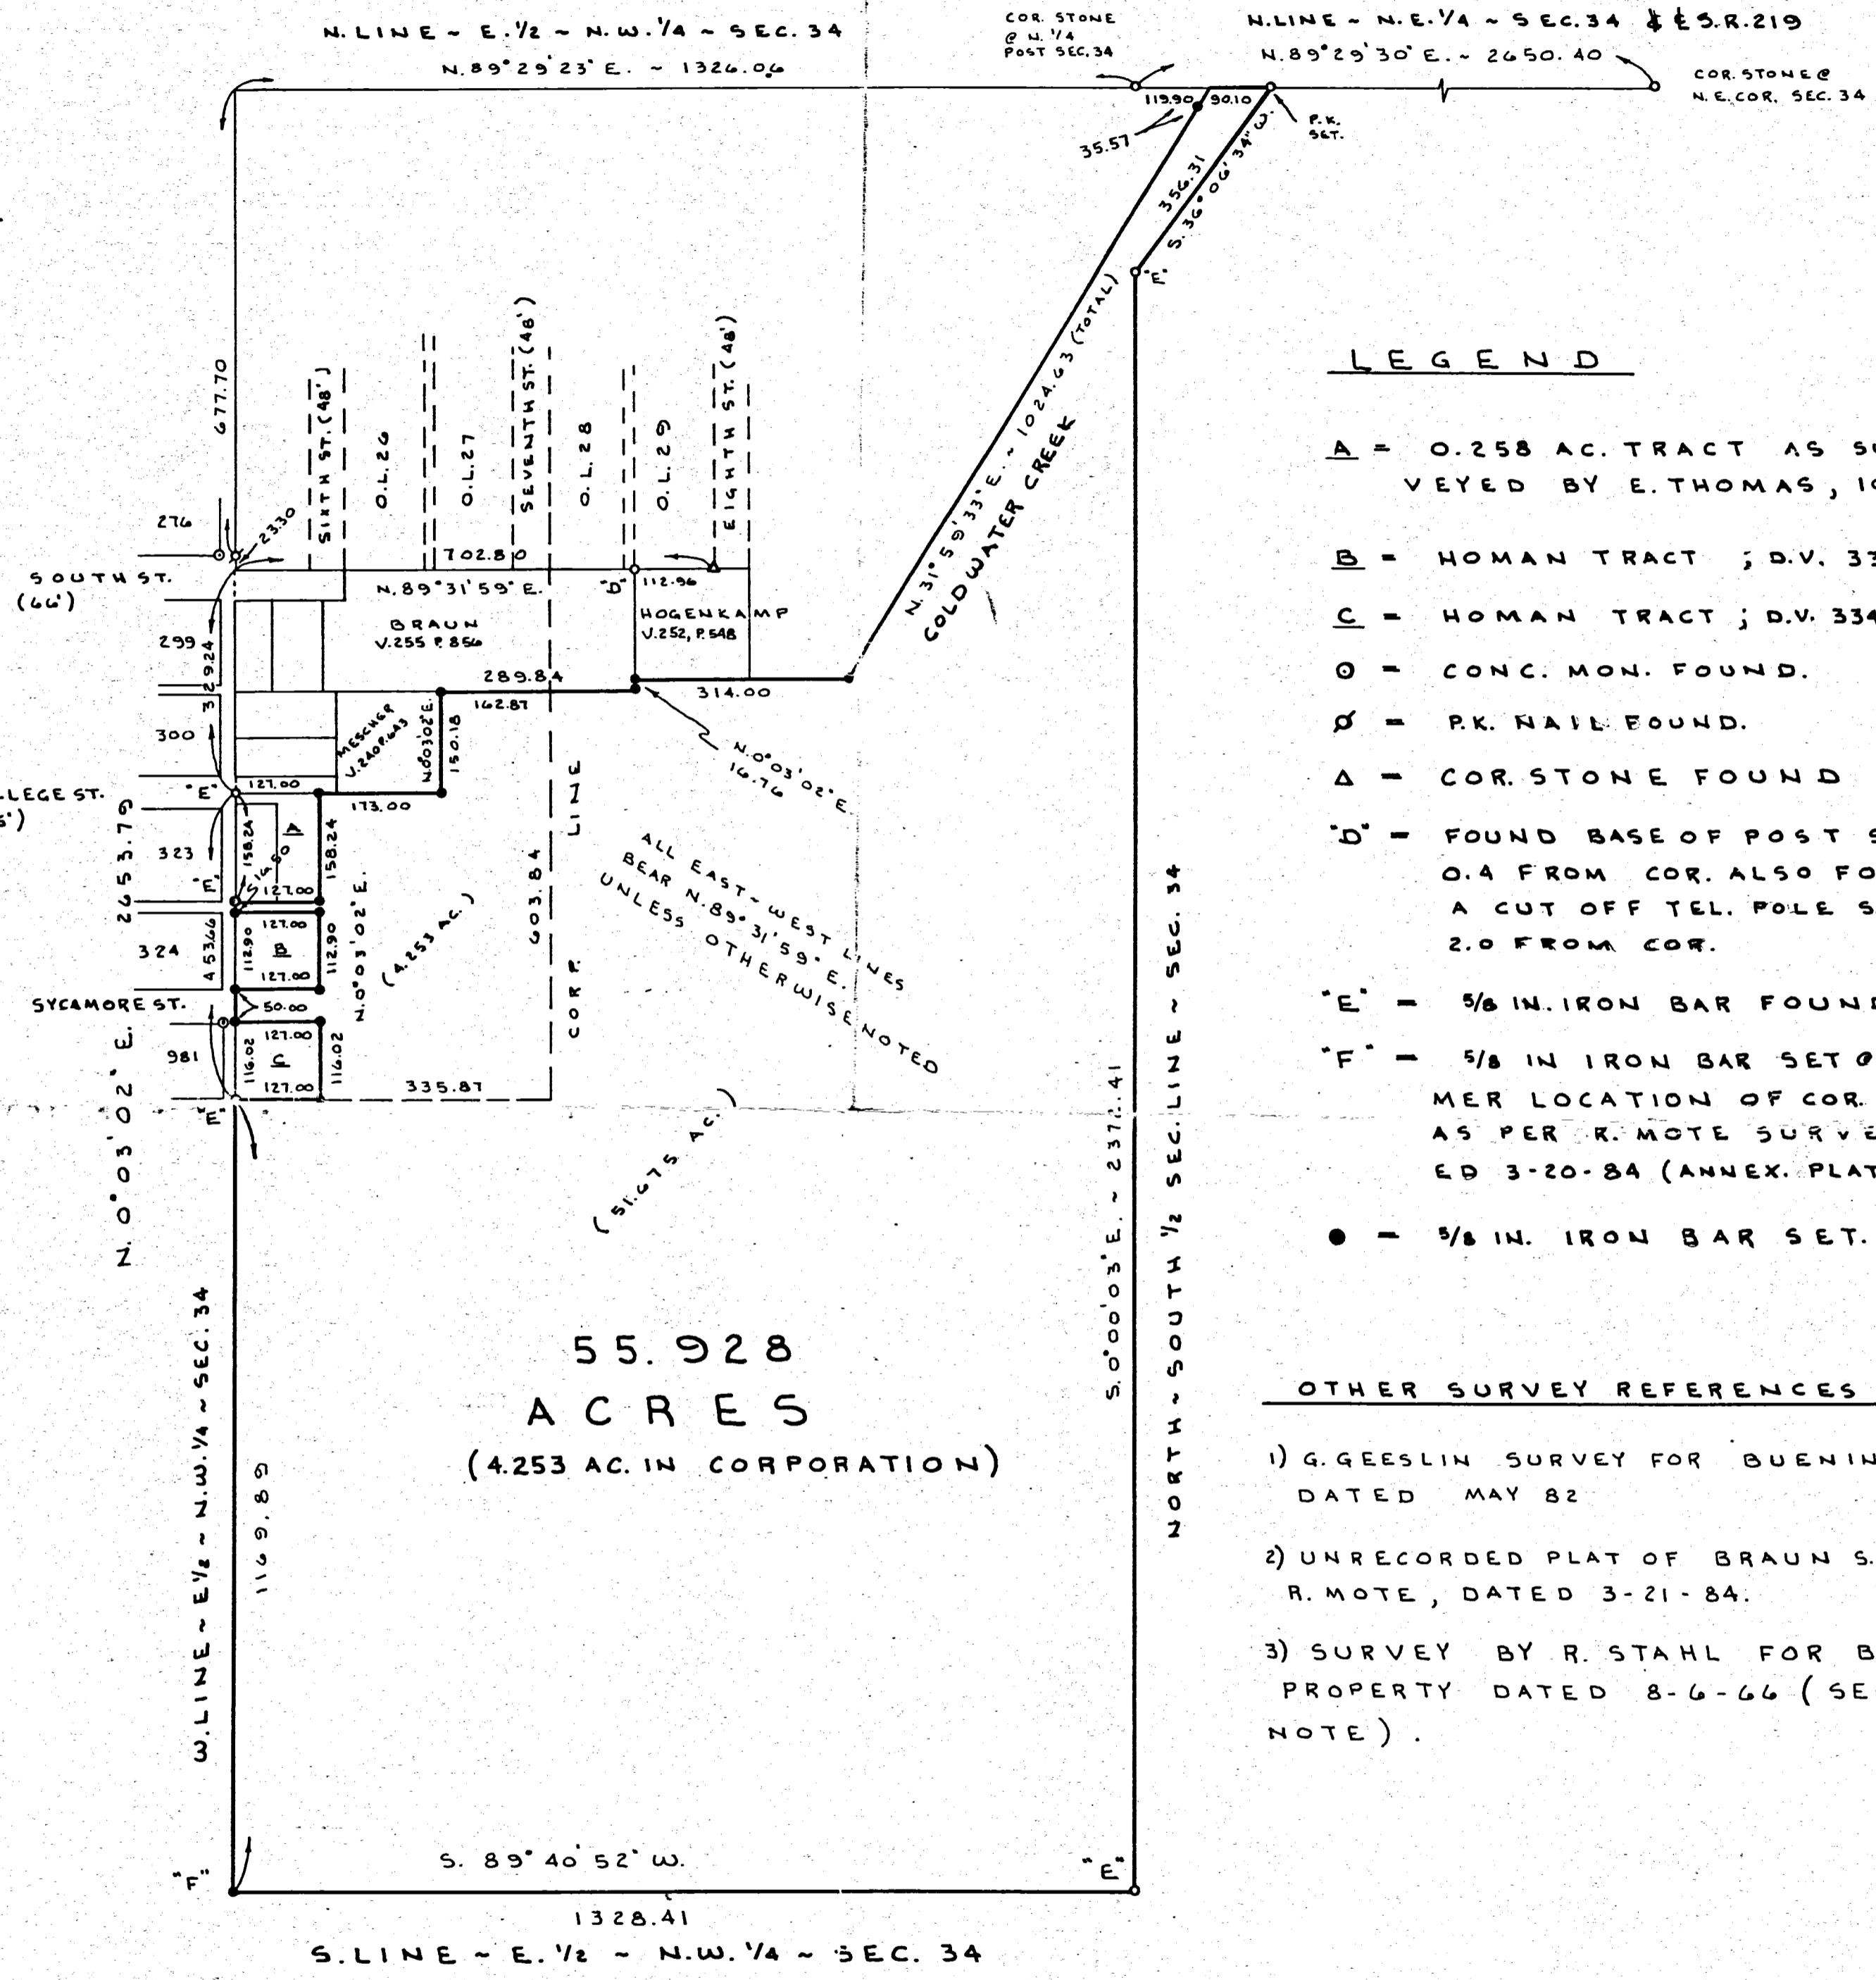 N. LINE ~ E. 1/2 ~ N.W. 1/4 ~ SEC. 34
N. 89° 29' 23" E. ~ 1326.06
COR. STONE
@ N. 1/4
POST SEC. 34
N. LINE ~ N.E. 1/4 ~ SEC. 34 & ℄ S.R. 219
N. 89° 29' 30" E. ~ 2650.40
COR. STONE @
N.E. COR. SEC. 34
119.90
90.10
P.K.
SET.
35.57
356.31
S. 36° 06' 34" W.
"E"
N. 31° 59' 33" E. ~ 1024.63 (TOTAL)
COLDWATER CREEK
677.70
SIXTH ST. (48')
O.L. 26
O.L. 27
SEVENTH ST. (48')
O.L. 28
O.L. 29
EIGHTH ST. (48')
276
23.30
SOUTH ST.
(66')
702.80
N. 89° 31' 59" E.
"D"
112.96
BRAUN
V. 255 P. 856
HOGENKAMP
V. 252, P. 548
299
329.24
289.84
162.87
314.00
300
MESCHER
V. 240 P. 643
N. 0° 03' 02" E.
150.18
N. 0° 03' 02" E.
16.76
LLEGE ST.
"E"
127.00
173.00
323
158.24
A
158.24
"E"
127.00
324
453.66
127.00
112.90
B
112.90
127.00
SYCAMORE ST.
50.00
981
127.00
116.02
C
116.02
127.00
"E"
335.87
N. 0° 03' 02" E.
(4.253 AC.)
603.84
CORP. LINE
ALL EAST-WEST LINES
BEAR N. 89° 31' 59" E.
UNLESS OTHERWISE NOTED
N. 0° 03' 02" E. 2653.79
(51.675 AC.)
W. LINE ~ E 1/2 ~ N.W. 1/4 ~ SEC. 34
1169.89
55.928
ACRES
(4.253 AC. IN CORPORATION)
S. 0° 00' 03" E. ~ 2371.41
NORTH ~ SOUTH 1/2 SEC. LINE ~ SEC. 34
"F"
S. 89° 40' 52" W.
"E"
1328.41
S. LINE ~ E. 1/2 ~ N.W. 1/4 ~ SEC. 34
LEGEND
A = 0.258 AC. TRACT AS SU
VEYED BY E. THOMAS,
B = HOMAN TRACT ; D.V. 33
C = HOMAN TRACT ; D.V. 334
⊙ = CONC. MON. FOUND.
Ø = P.K. NAIL FOUND.
Δ = COR. STONE FOUND
"D" = FOUND BASE OF POST S
0.4 FROM COR. ALSO FO
A CUT OFF TEL. POLE S
2.0 FROM COR.
"E" = 5/8 IN. IRON BAR FOUND
"F" = 5/8 IN IRON BAR SET @
MER LOCATION OF COR.
AS PER R. MOTE SURVE
ED 3-20-84 (ANNEX. PLAT
● = 5/8 IN. IRON BAR SET.
OTHER SURVEY REFERENCES
1) G. GEESLIN SURVEY FOR BUENIN
DATED MAY 82
2) UNRECORDED PLAT OF BRAUN S.
R. MOTE, DATED 3-21-84.
3) SURVEY BY R. STAHL FOR B
PROPERTY DATED 8-6-66 (SE
NOTE).